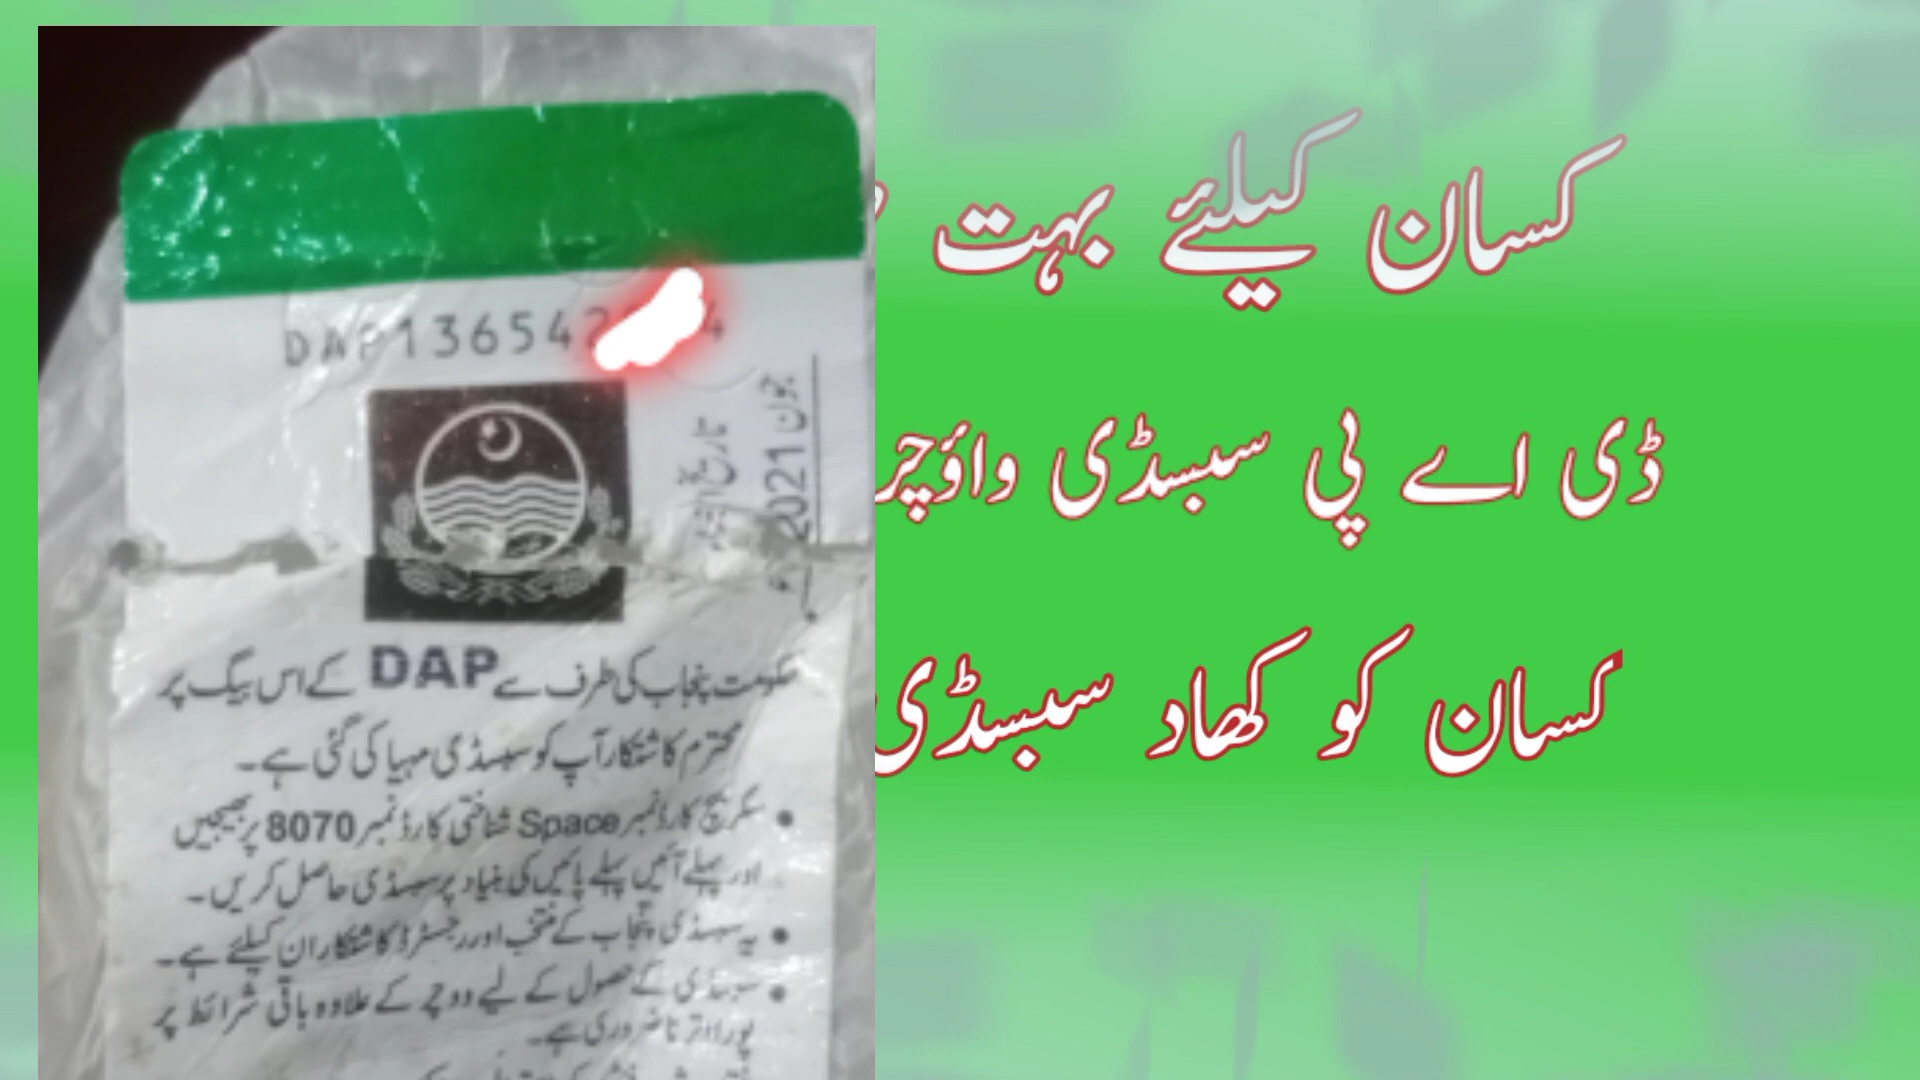 DAP136542
4
تاریخ اجراء
جون 2021
حکومت پنجاب کی طرف سے DAP کے اس بیگ پر
محترم کاشتکار آپ کو سبسڈی مہیا کی گئی ہے۔
• سکریچ کارڈ نمبر Space شناختی کارڈ نمبر 8070 پر بھیجیں
اور پہلے آئیں پہلے پائیں کی بنیاد پر سبسڈی حاصل کریں۔
• یہ سبسڈی پنجاب کے منتخب اور رجسٹرڈ کاشتکاران کیلئے ہے۔
• سبسڈی کے حصول کے لیے ووچر کے علاوہ باقی شرائط پر
پورا اترنا ضروری ہے۔
کسان کیلئے بہت
ڈی اے پی سبسڈی واؤچر
کسان کو کھاد سبسڈی